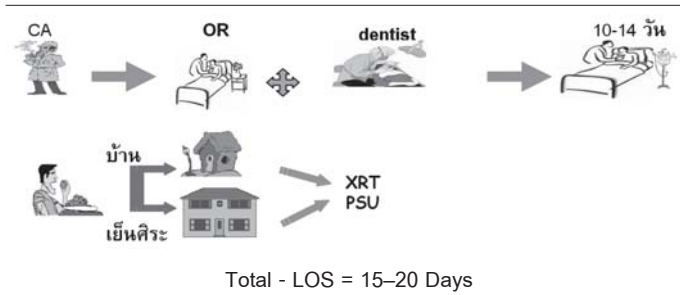 CA OR dentist 10-14 วัน
บ้าน
XRT
PSU
เย็นศิระ
Total - LOS = 15–20 Days